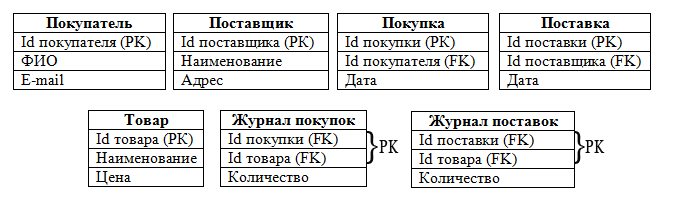 Покупатель
Id покупателя (PK)
ФИО
E-mail
Поставщик
Id поставщика (PK)
Наименование
Адрес
Покупка
Id покупки (PK)
Id покупателя (FK)
Дата
Поставка
Id поставки (PK)
Id поставщика (FK)
Дата
Товар
Id товара (PK)
Наименование
Цена
Журнал покупок
Id покупки (FK)
Id товара (FK)
Количество
PK
Журнал поставок
Id поставки (FK)
Id товара (FK)
Количество
PK